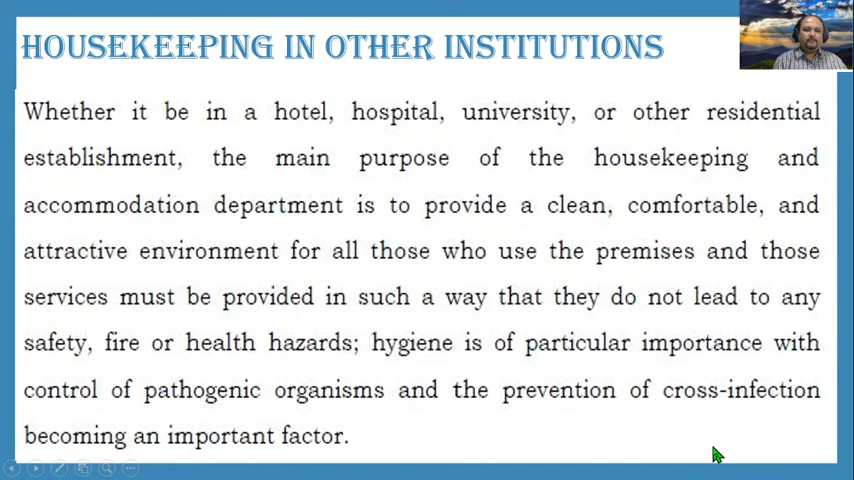 HOUSEKEEPING IN OTHER INSTITUTIONS
Whether it be in a hotel, hospital, university, or other residential
establishment, the main purpose of the housekeeping and
accommodation department is to provide a clean, comfortable, and
attractive environment for all those who use the premises and those
services must be provided in such a way that they do not lead to any
safety, fire or health hazards; hygiene is of particular importance with
control of pathogenic organisms and the prevention of cross-infection
becoming an important factor.